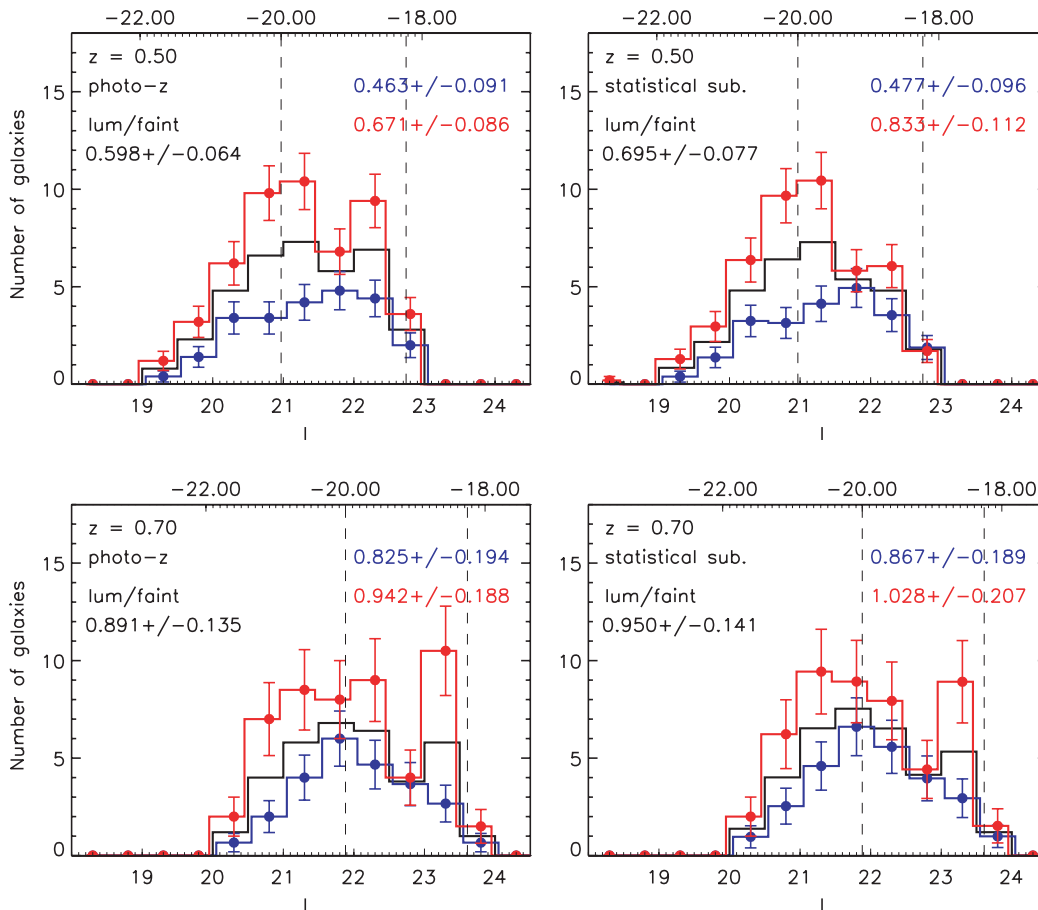 −22.00 −20.00 −18.00
z = 0.50
photo−z 0.463+/−0.091
lum/faint 0.671+/−0.086
0.598+/−0.064
15
10
5
0
Number of galaxies
19 20 21 22 23 24
I
−22.00 −20.00 −18.00
z = 0.50
statistical sub. 0.477+/−0.096
lum/faint 0.833+/−0.112
0.695+/−0.077
15
10
5
0
19 20 21 22 23 24
I
−22.00 −20.00 −18.00
z = 0.70
photo−z 0.825+/−0.194
lum/faint 0.942+/−0.188
0.891+/−0.135
15
10
5
0
Number of galaxies
19 20 21 22 23 24
I
−22.00 −20.00 −18.00
z = 0.70
statistical sub. 0.867+/−0.189
lum/faint 1.028+/−0.207
0.950+/−0.141
15
10
5
0
19 20 21 22 23 24
I